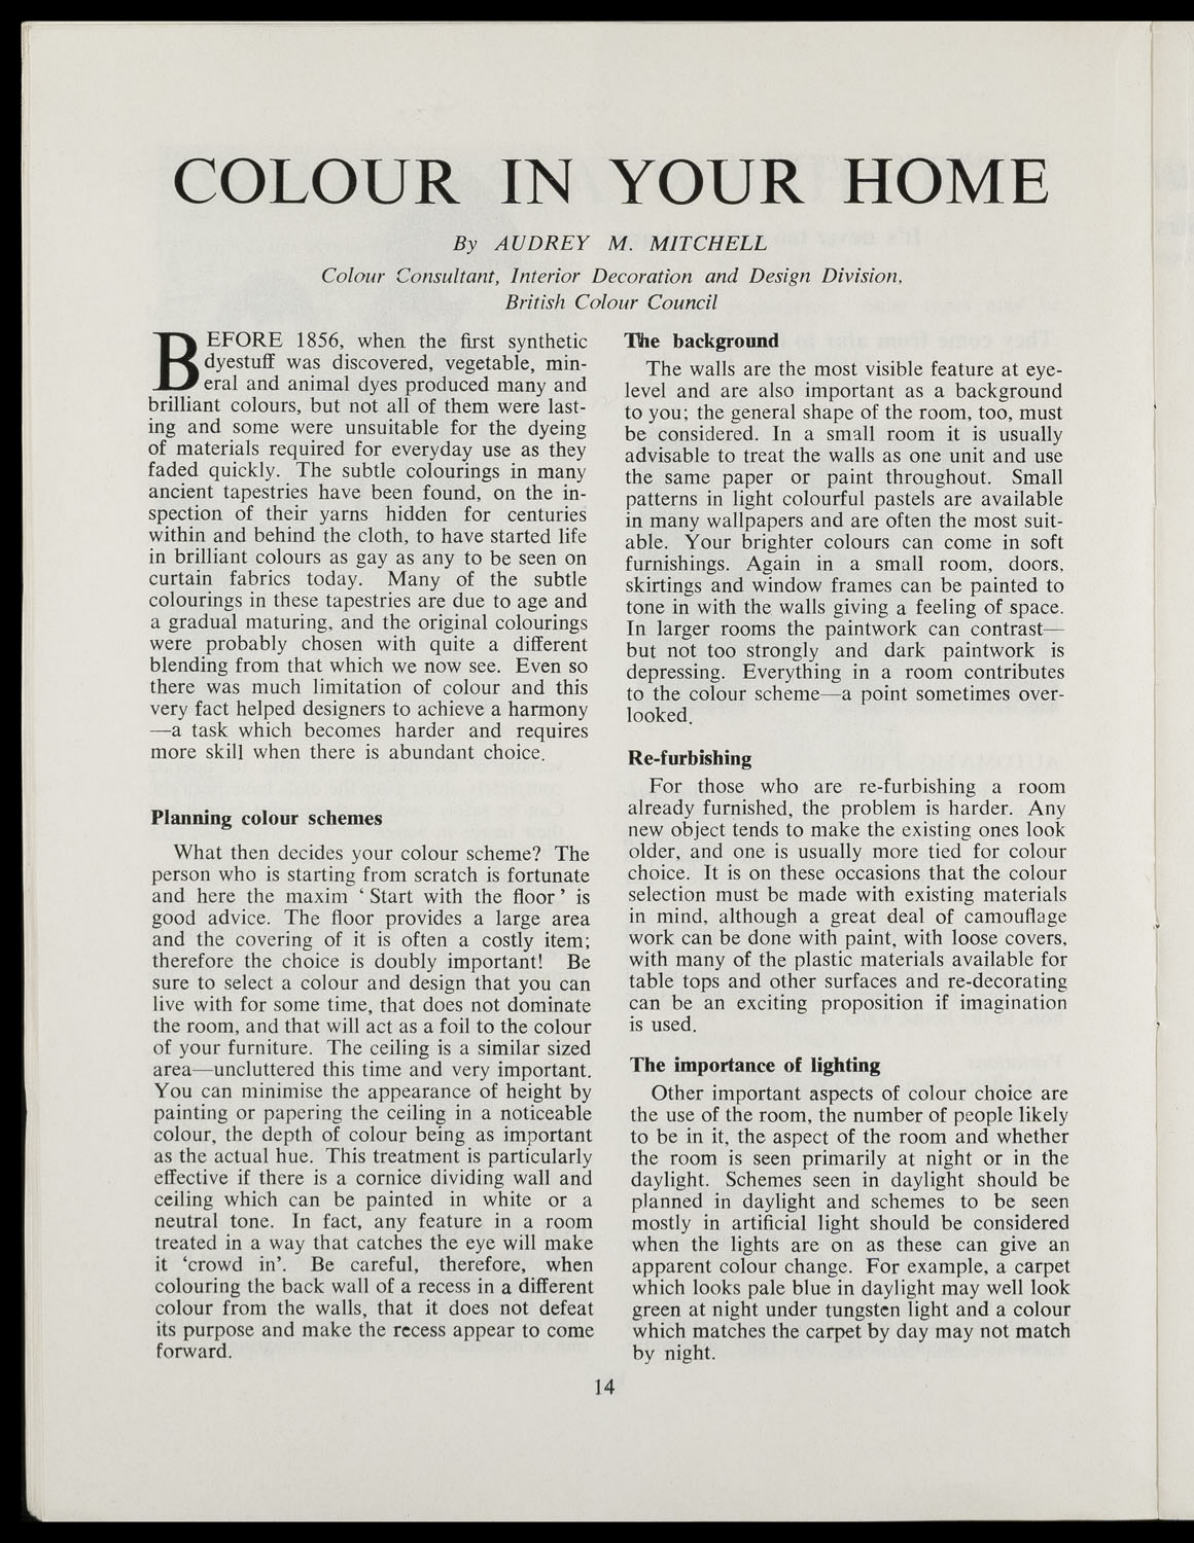 COLOUR IN YOUR HOME
By AUDREY M. MITCHELL
Colour Consultant, Interior Decoration and Design Division,
British Colour Council
BEFORE 1856, when the first synthetic
dyestuff was discovered, vegetable, min-
eral and animal dyes produced many and
brilliant colours, but not all of them were last-
ing and some were unsuitable for the dyeing
of materials required for everyday use as they
faded quickly. The subtle colourings in many
ancient tapestries have been found, on the in-
spection of their yarns hidden for centuries
within and behind the cloth, to have started life
in brilliant colours as gay as any to be seen on
curtain fabrics today. Many of the subtle
colourings in these tapestries are due to age and
a gradual maturing, and the original colourings
were probably chosen with quite a different
blending from that which we now see. Even so
there was much limitation of colour and this
very fact helped designers to achieve a harmony
—a task which becomes harder and requires
more skill when there is abundant choice.
Planning colour schemes
What then decides your colour scheme? The
person who is starting from scratch is fortunate
and here the maxim ‘ Start with the floor ’ is
good advice. The floor provides a large area
and the covering of it is often a costly item;
therefore the choice is doubly important! Be
sure to select a colour and design that you can
live with for some time, that does not dominate
the room, and that will act as a foil to the colour
of your furniture. The ceiling is a similar sized
area—uncluttered this time and very important.
You can minimise the appearance of height by
painting or papering the ceiling in a noticeable
colour, the depth of colour being as important
as the actual hue. This treatment is particularly
effective if there is a cornice dividing wall and
ceiling which can be painted in white or a
neutral tone. In fact, any feature in a room
treated in a way that catches the eye will make
it ‘crowd in’. Be careful, therefore, when
colouring the back wall of a recess in a different
colour from the walls, that it does not defeat
its purpose and make the recess appear to come
forward.
The background
The walls are the most visible feature at eye-
level and are also important as a background
to you; the general shape of the room, too, must
be considered. In a small room it is usually
advisable to treat the walls as one unit and use
the same paper or paint throughout. Small
patterns in light colourful pastels are available
in many wallpapers and are often the most suit-
able. Your brighter colours can come in soft
furnishings. Again in a small room, doors,
skirtings and window frames can be painted to
tone in with the walls giving a feeling of space.
In larger rooms the paintwork can contrast—
but not too strongly and dark paintwork is
depressing. Everything in a room contributes
to the colour scheme—a point sometimes over-
looked.
Re-furbishing
For those who are re-furbishing a room
already furnished, the problem is harder. Any
new object tends to make the existing ones look
older, and one is usually more tied for colour
choice. It is on these occasions that the colour
selection must be made with existing materials
in mind, although a great deal of camouflage
work can be done with paint, with loose covers,
with many of the plastic materials available for
table tops and other surfaces and re-decorating
can be an exciting proposition if imagination
is used.
The importance of lighting
Other important aspects of colour choice are
the use of the room, the number of people likely
to be in it, the aspect of the room and whether
the room is seen primarily at night or in the
daylight. Schemes seen in daylight should be
planned in daylight and schemes to be seen
mostly in artificial light should be considered
when the lights are on as these can give an
apparent colour change. For example, a carpet
which looks pale blue in daylight may well look
green at night under tungsten light and a colour
which matches the carpet by day may not match
by night.
14